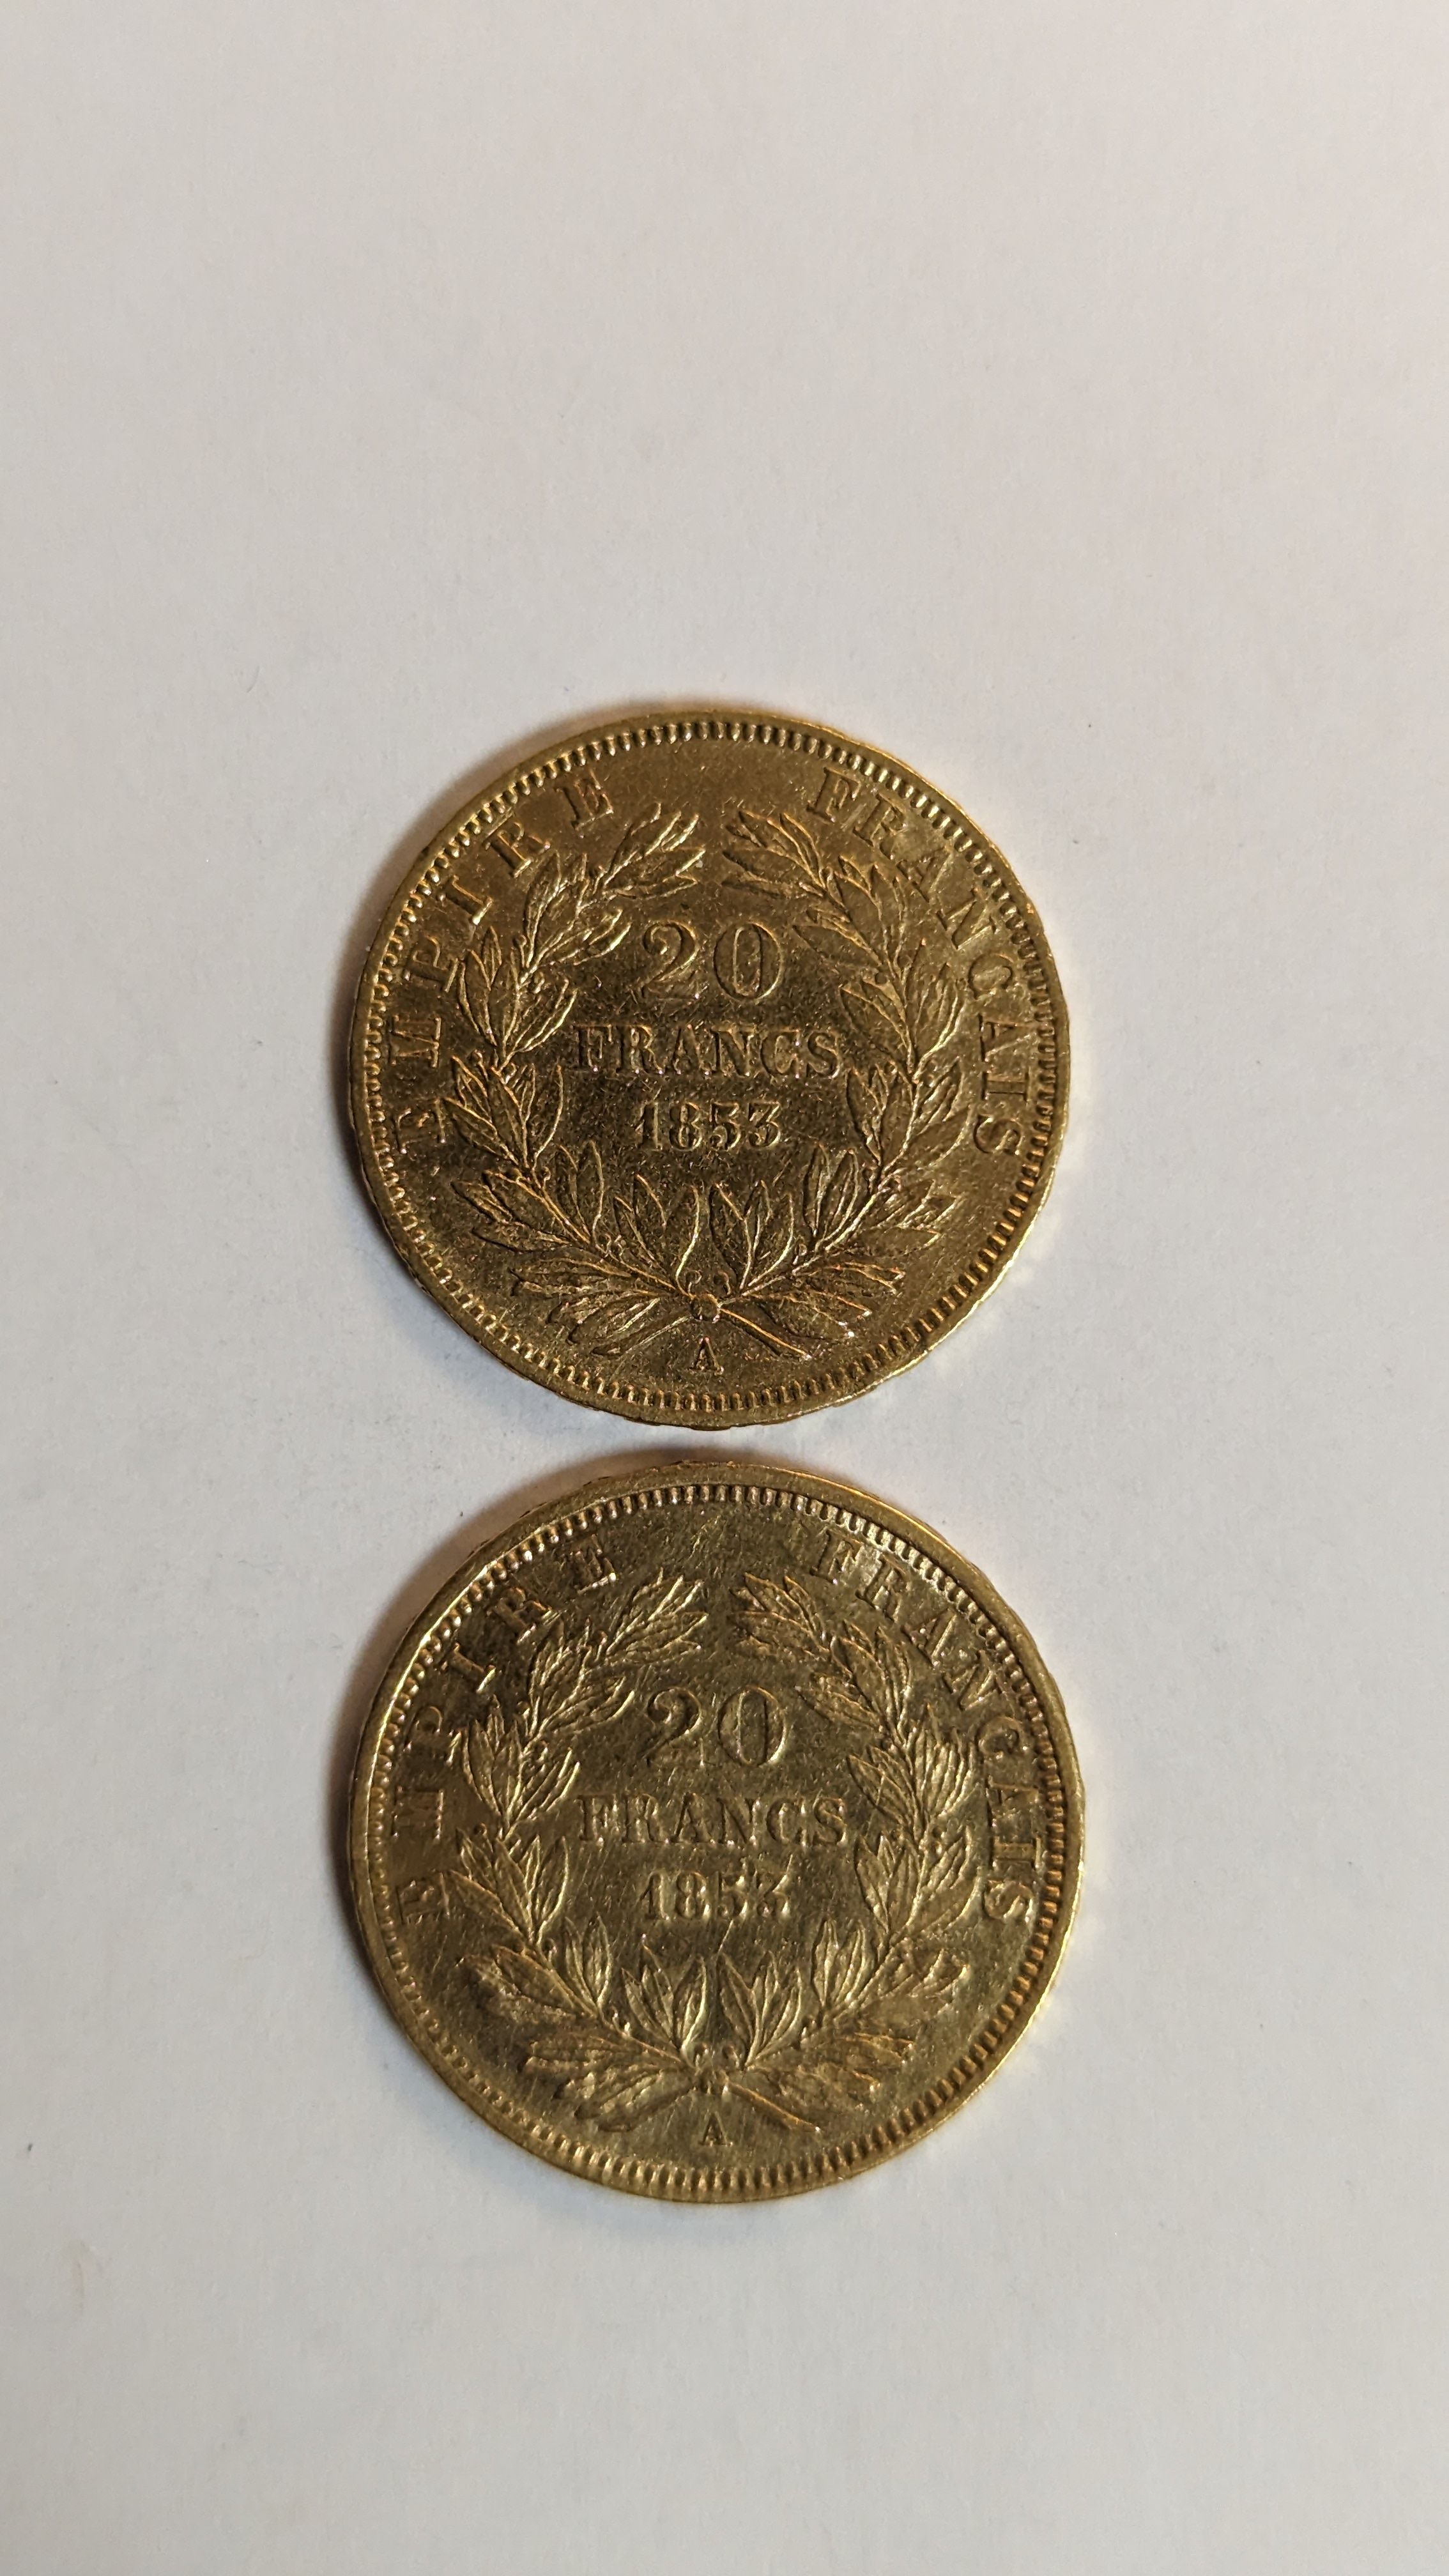 EMPIRE FRANÇAIS
20
FRANCS
1853
A
EMPIRE FRANÇAIS
20
FRANCS
1853
A